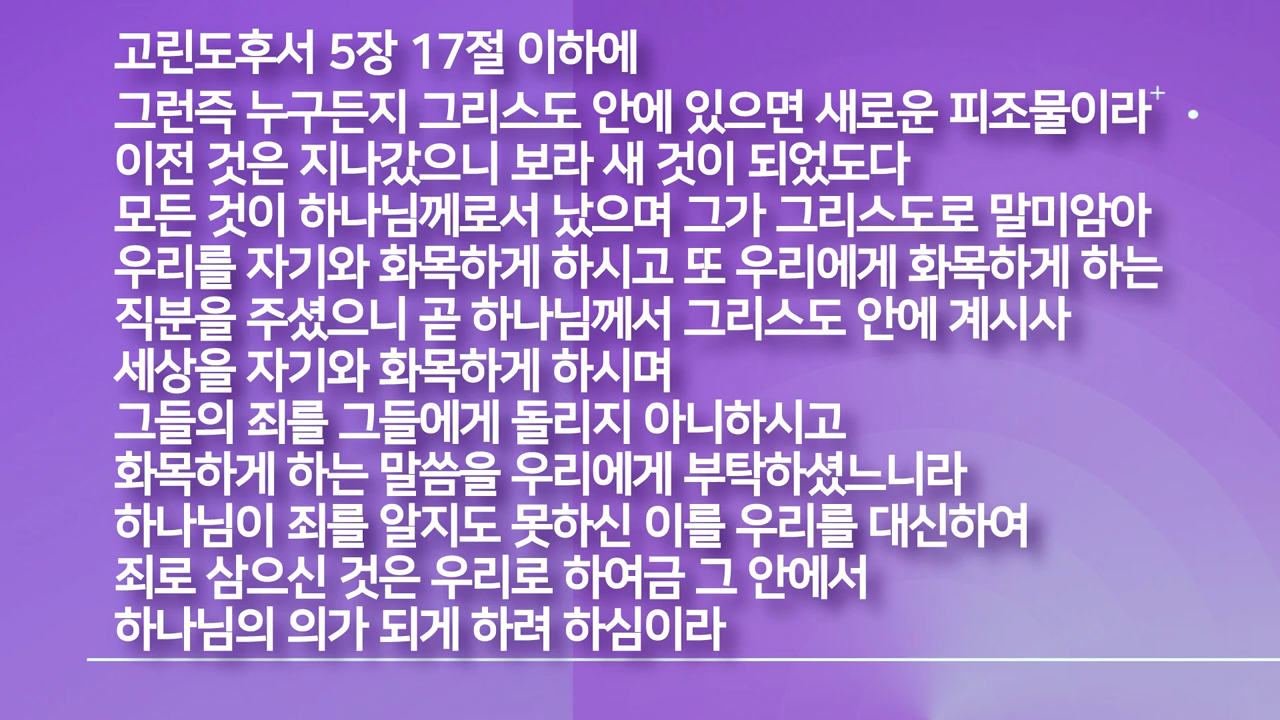 고린도후서 5장 17절 이하에
그런즉 누구든지 그리스도 안에 있으면 새로운 피조물이라
이전 것은 지나갔으니 보라 새 것이 되었도다
모든 것이 하나님께로서 났으며 그가 그리스도로 말미암아
우리를 자기와 화목하게 하시고 또 우리에게 화목하게 하는
직분을 주셨으니 곧 하나님께서 그리스도 안에 계시사
세상을 자기와 화목하게 하시며
그들의 죄를 그들에게 돌리지 아니하시고
화목하게 하는 말씀을 우리에게 부탁하셨느니라
하나님이 죄를 알지도 못하신 이를 우리를 대신하여
죄로 삼으신 것은 우리로 하여금 그 안에서
하나님의 의가 되게 하려 하심이라